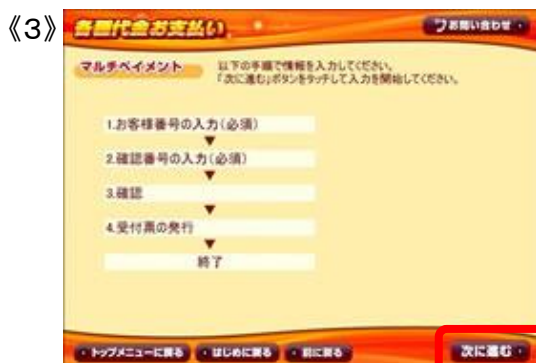 《3》
各種代金お支払い
お問い合わせ
マルチペイメント
以下の手順で情報を入力してください。
「次に進む」ボタンをタッチして入力を開始してください。
1.お客様番号の入力(必須)
▼
2.確認番号の入力(必須)
▼
3.確認
▼
4.受付票の発行
▼
終了
・トップメニューに戻る ・はじめに戻る ・前に戻る 次に進む・